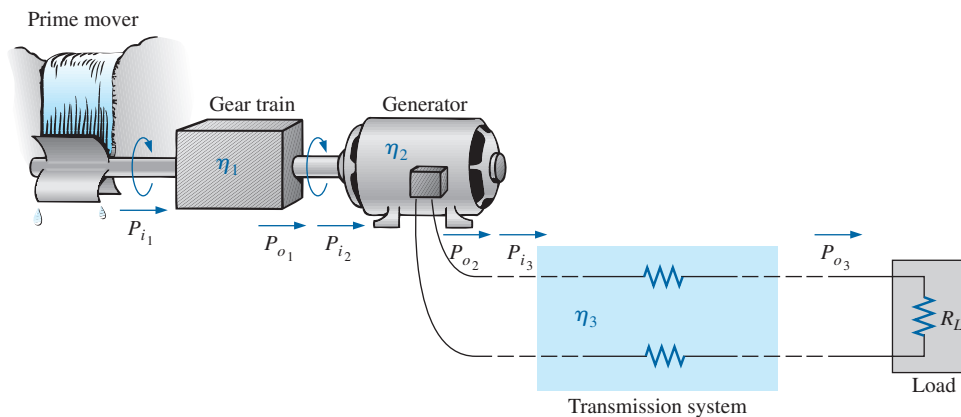 Prime mover
Gear train
Generator
η1
η2
Pi1
Po1
Pi2
Po2
Pi3
Po3
η3
RL
Load
Transmission system